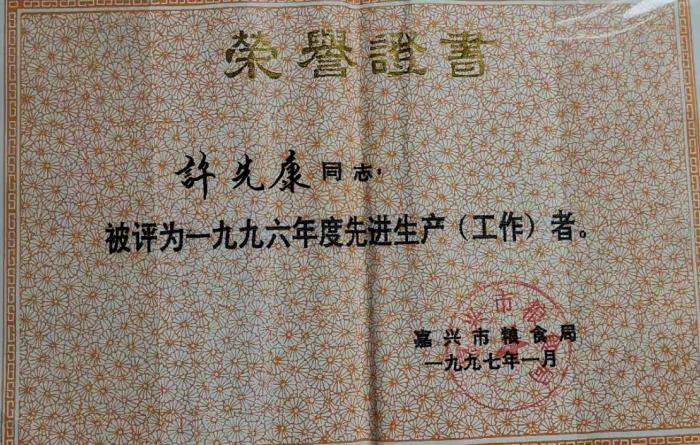 榮譽證書
許先康同志：
被评为一九九六年度先进生产（工作）者。
嘉兴市粮食局
一九九七年一月